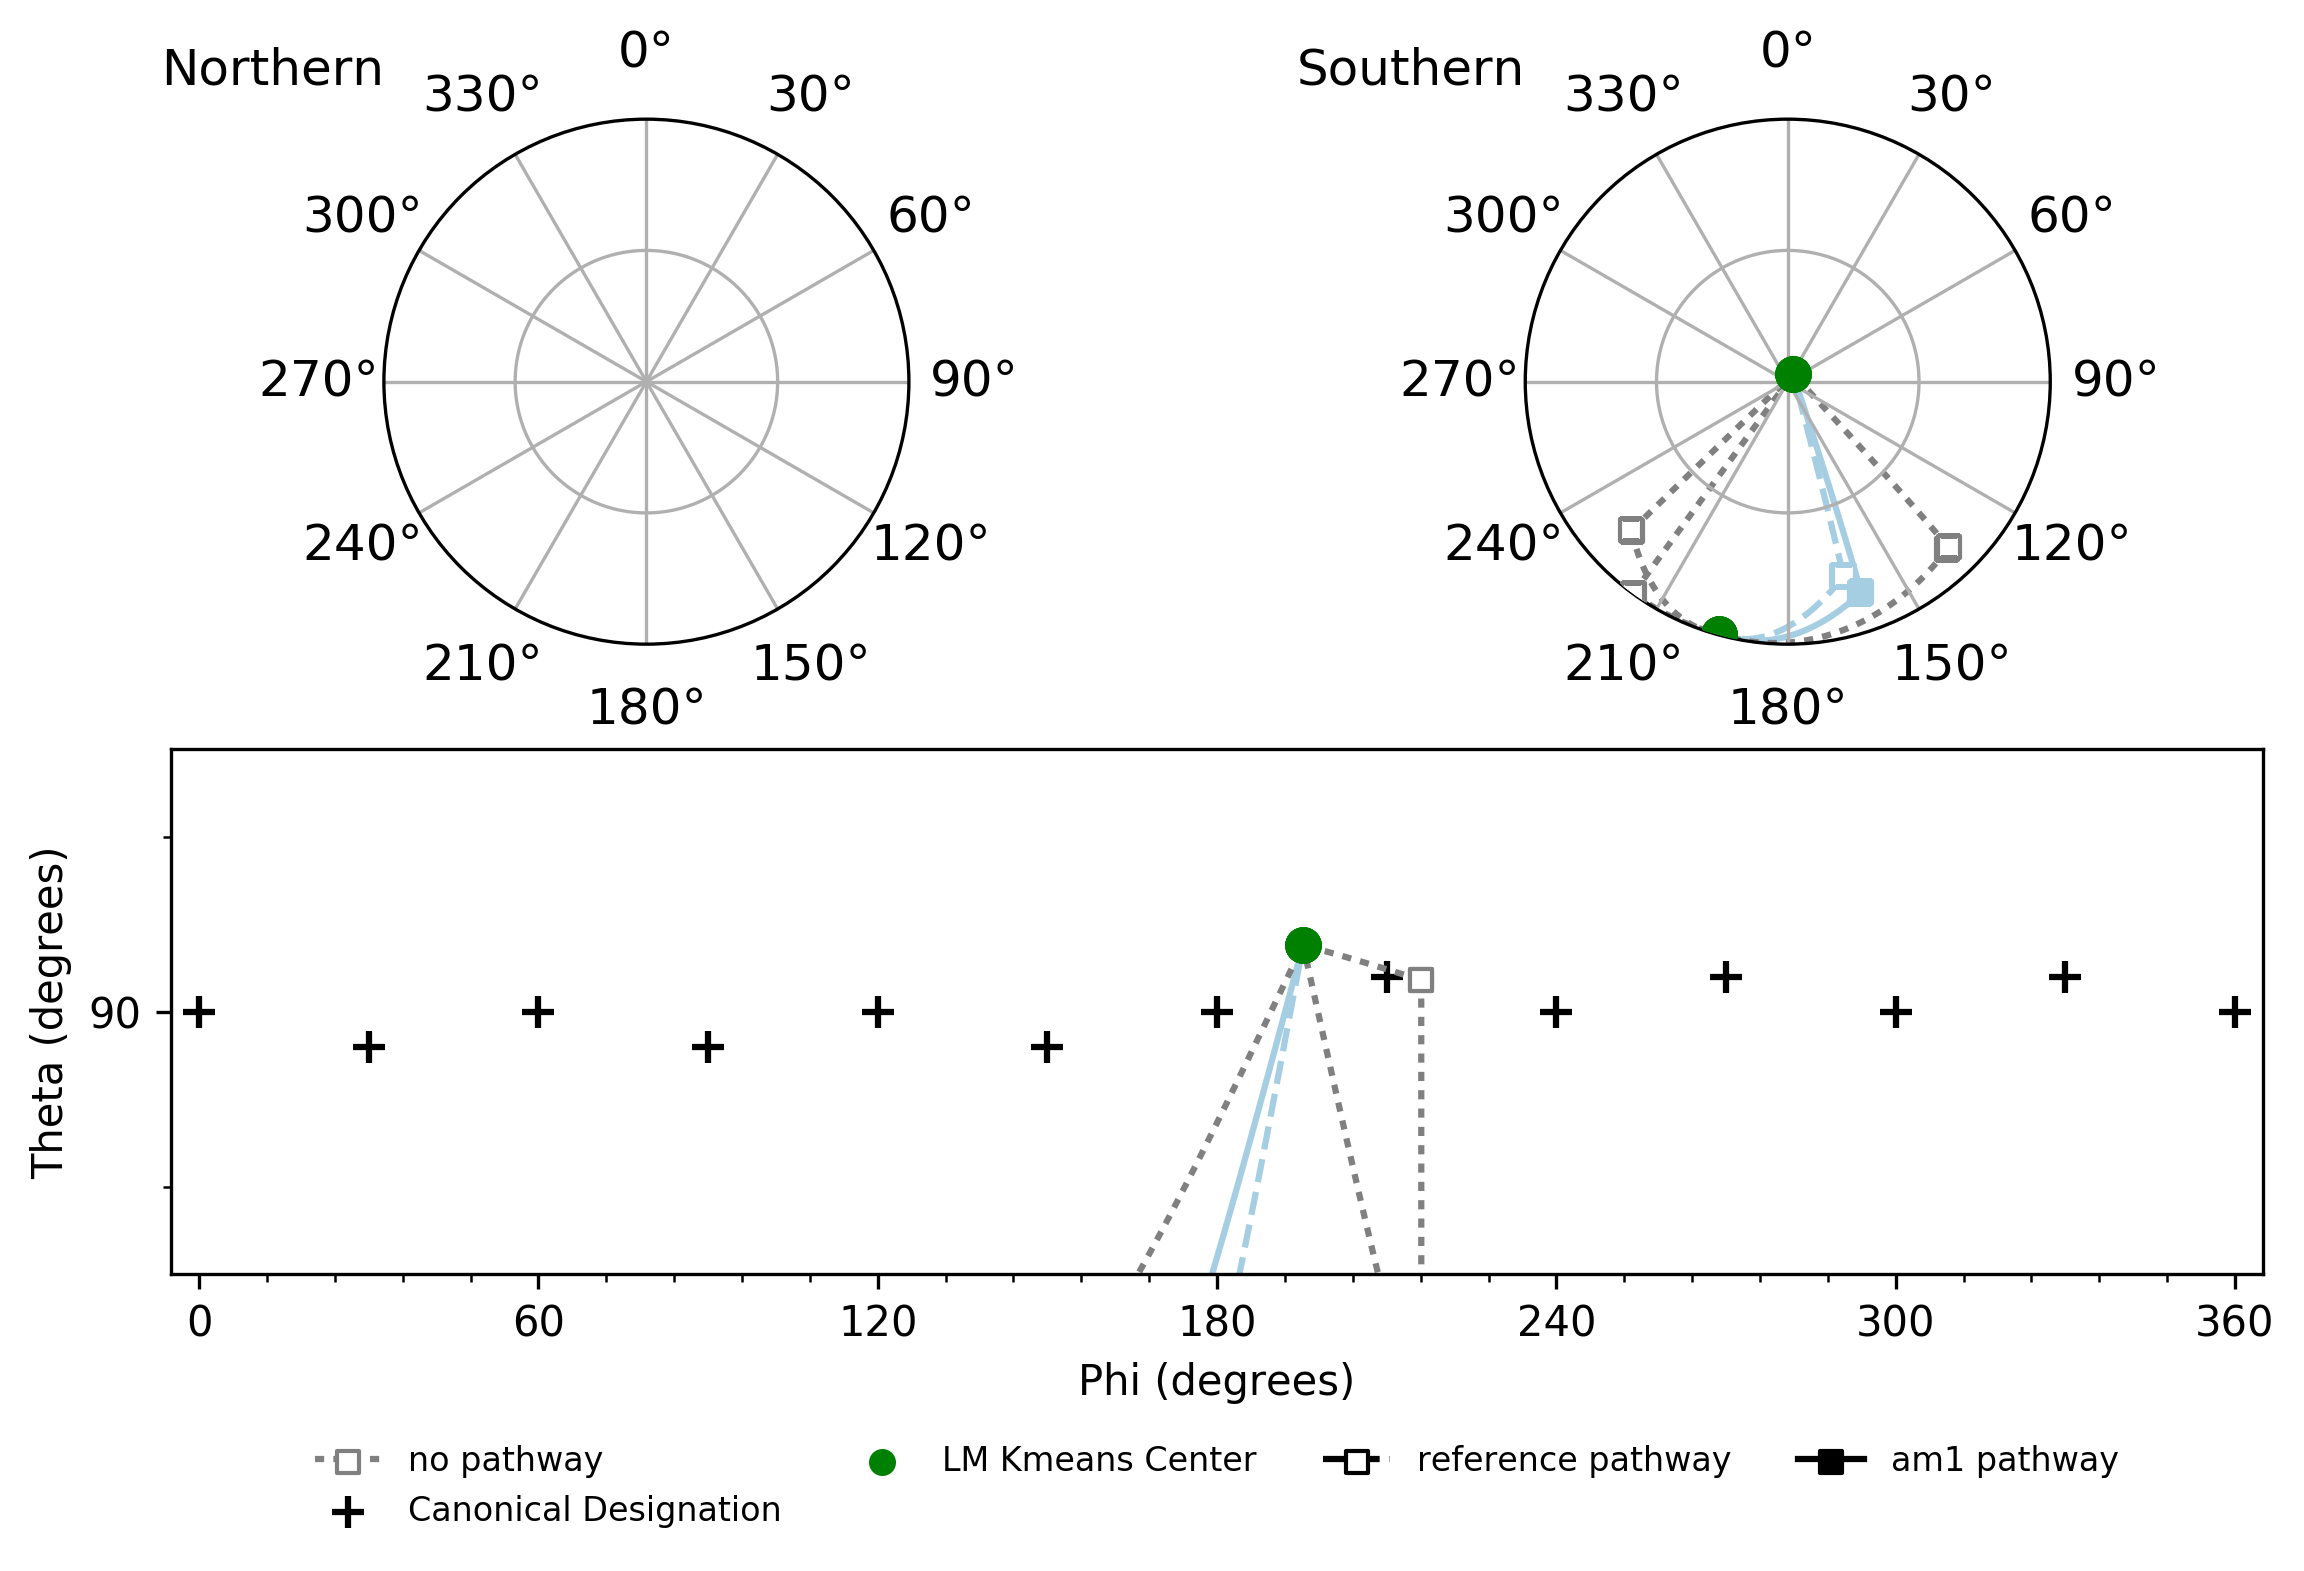 Northern
0°
30°
60°
90°
120°
150°
180°
210°
240°
270°
300°
330°
Southern
0°
30°
60°
90°
120°
150°
180°
210°
240°
270°
300°
330°
Theta (degrees)
90
0 60 120 180 240 300 360
Phi (degrees)
no pathway
Canonical Designation
LM Kmeans Center
reference pathway
am1 pathway